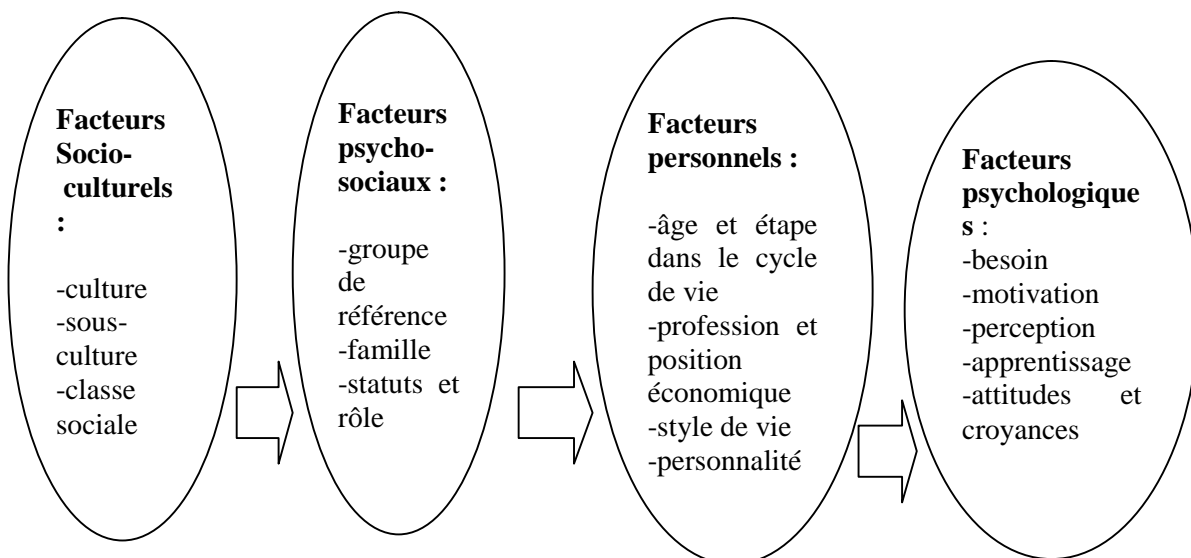 Facteurs
Socio-
culturels
:
-culture
-sous-
culture
-classe
sociale
Facteurs
psycho-
sociaux :
-groupe
de
référence
-famille
-statuts et
rôle
Facteurs
personnels :
-âge et étape
dans le cycle
de vie
-profession et
position
économique
-style de vie
-personnalité
Facteurs
psychologique
s :
-besoin
-motivation
-perception
-apprentissage
-attitudes et
croyances